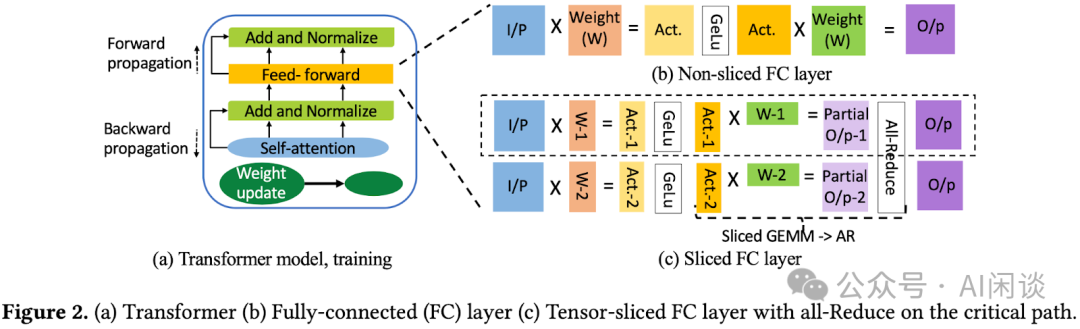 Forward
propagation
Backward
propagation
Add and Normalize
Feed- forward
Add and Normalize
Self-attention
Weight
update
(a) Transformer model, training
I/P X Weight (W) = Act. GeLu Act. X Weight (W) = O/p
(b) Non-sliced FC layer
I/P X W-1 = Act.-1 GeLu Act.-1 X W-1 = Partial O/p-1 All-Reduce O/p
I/P X W-2 = Act.-2 GeLu Act.-2 X W-2 = Partial O/p-2 O/p
Sliced GEMM -> AR
(c) Sliced FC layer
公众号 · AI闲谈
Figure 2. (a) Transformer (b) Fully-connected (FC) layer (c) Tensor-sliced FC layer with all-Reduce on the critical path.